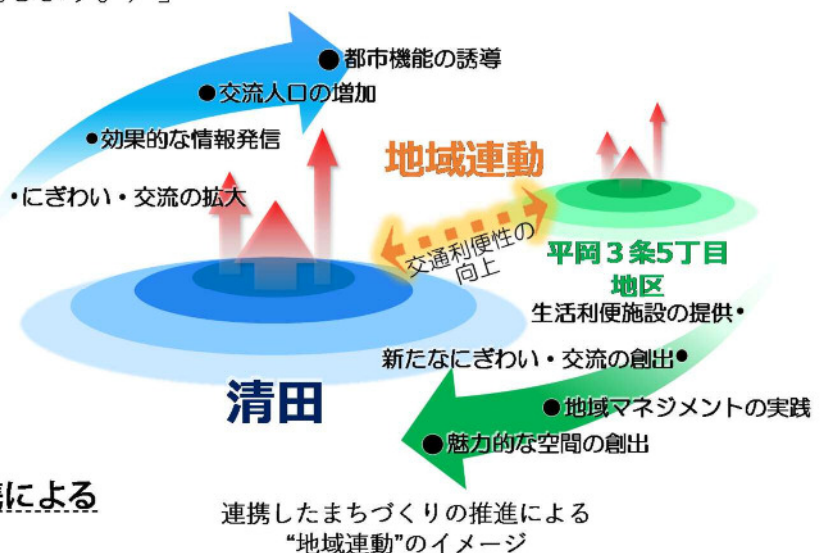 都市機能の誘導
交流人口の増加
効果的な情報発信
にぎわい・交流の拡大
地域連動
交通利便性の
向上
平岡3条5丁目
地区
生活利便施設の提供
新たなにぎわい・交流の創出
地域マネジメントの実践
魅力的な空間の創出
清田
による
連携したまちづくりの推進による
“地域連動”のイメージ